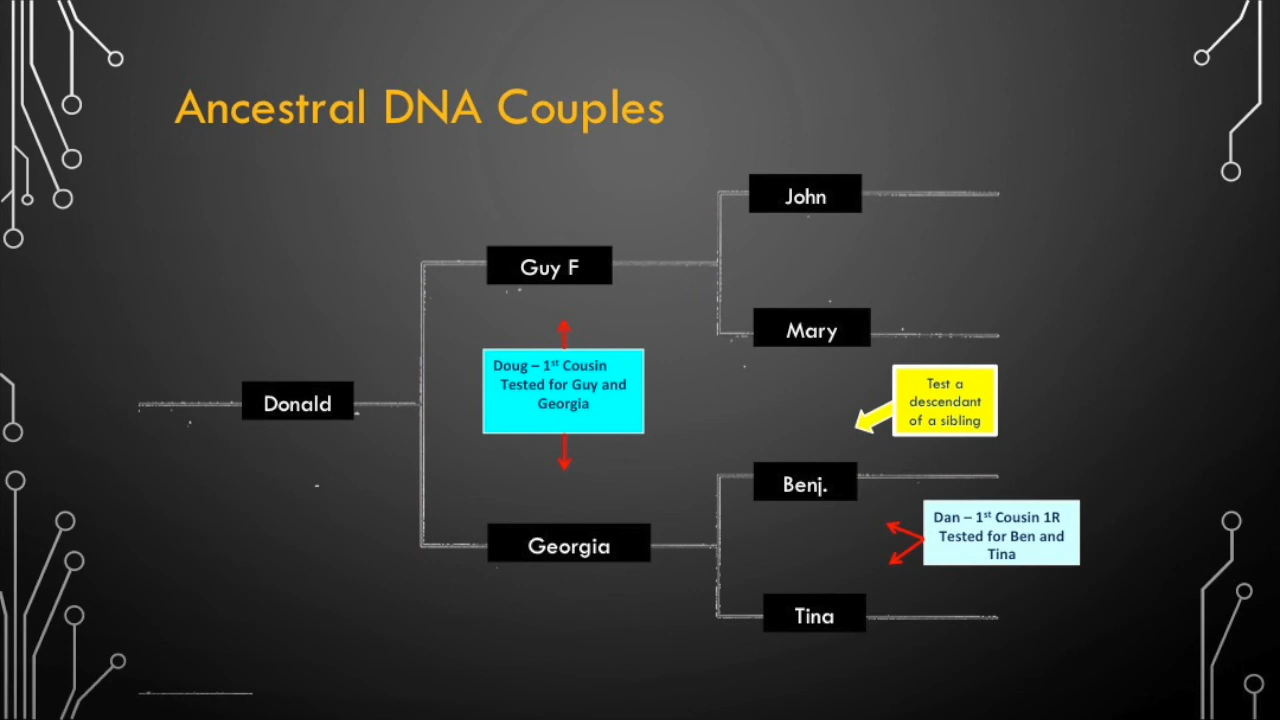 Ancestral DNA Couples
John
Guy F
Mary
Doug – 1st Cousin
Tested for Guy and
Georgia
Test a
descendant
of a sibling
Donald
Benj.
Dan – 1st Cousin 1R
Tested for Ben and
Tina
Georgia
Tina